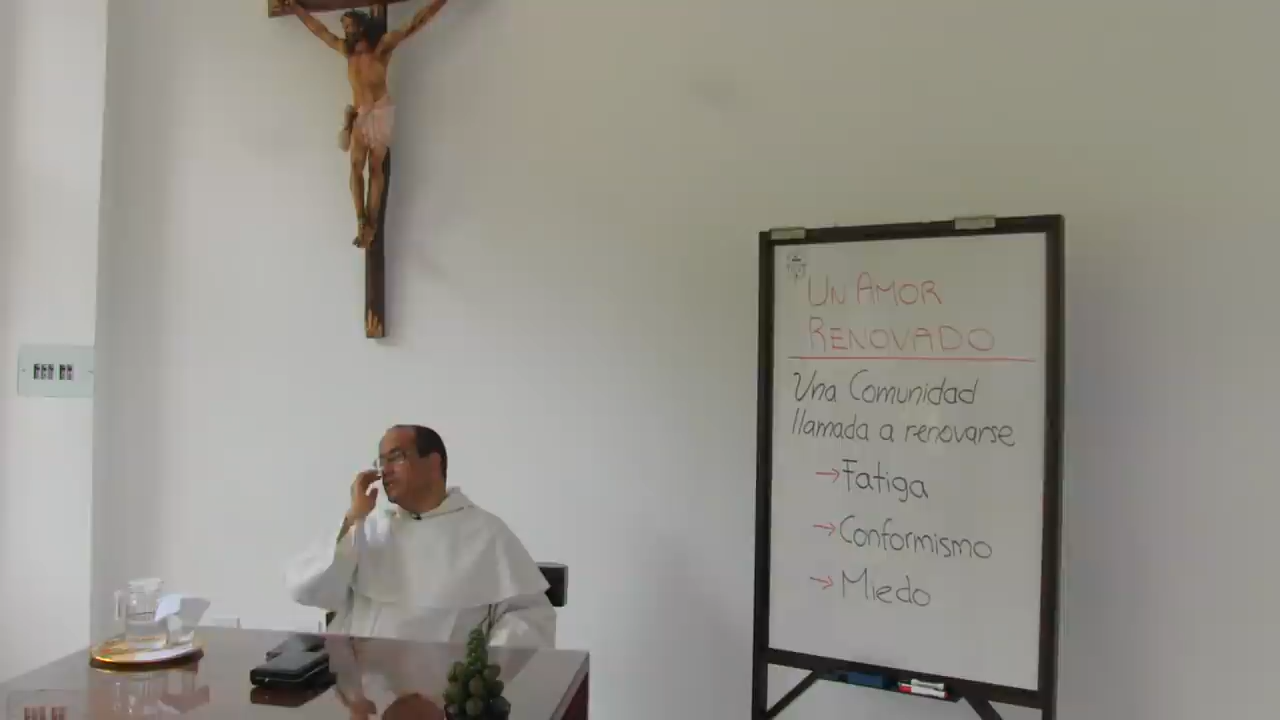 UN AMOR
RENOVADO
Una Comunidad
llamada a renovarse
→Fatiga
→Conformismo
→Miedo